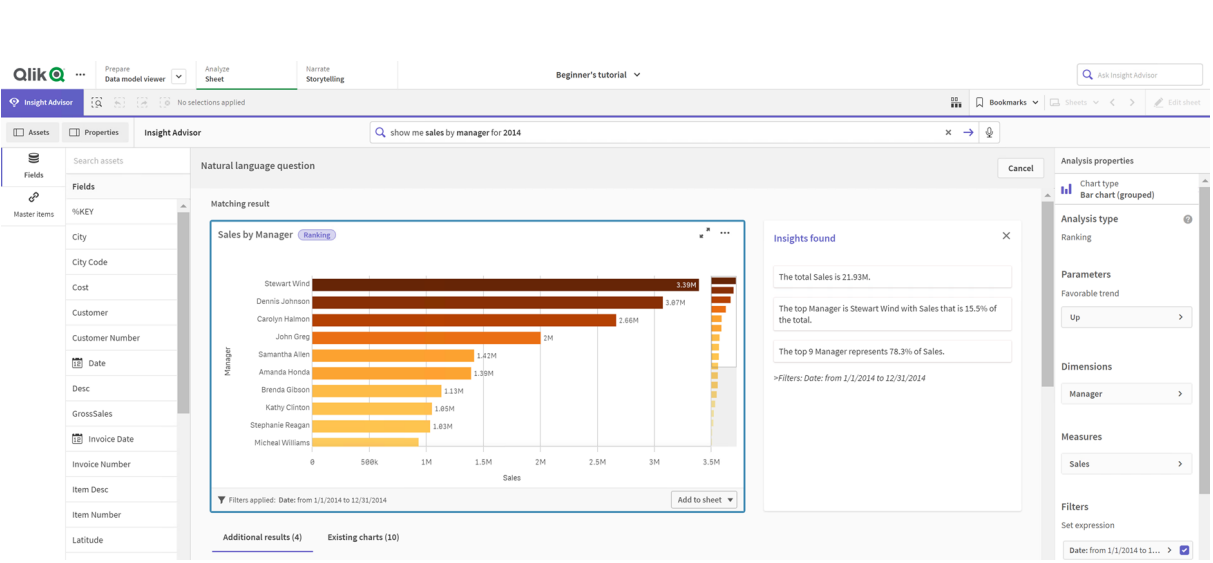 Qlik
Prepare
Data model viewer
Analyze
Sheet
Narrate
Storytelling
Beginner's tutorial
Ask Insight Advisor
Insight Advisor
No selections applied
Bookmarks
Sheets
Edit sheet
Assets
Properties
Insight Advisor
show me sales by manager for 2014
Fields
Master items
Search assets
Fields
%KEY
City
City Code
Cost
Customer
Customer Number
Date
Desc
GrossSales
Invoice Date
Invoice Number
Item Desc
Item Number
Latitude
Natural language question
Cancel
Matching result
Sales by Manager
Ranking
Manager
Stewart Wind
3.39M
Dennis Johnson
3.07M
Carolyn Halmon
2.66M
John Greg
2M
Samantha Allen
1.42M
Amanda Honda
1.39M
Brenda Gibson
1.13M
Kathy Clinton
1.05M
Stephanie Reagan
1.03M
Micheal Williams
0 500k 1M 1.5M 2M 2.5M 3M 3.5M
Sales
Filters applied: Date: from 1/1/2014 to 12/31/2014
Add to sheet
Additional results (4)
Existing charts (10)
Insights found
The total Sales is 21.93M.
The top Manager is Stewart Wind with Sales that is 15.5% of
the total.
The top 9 Manager represents 78.3% of Sales.
>Filters: Date: from 1/1/2014 to 12/31/2014
Analysis properties
Chart type
Bar chart (grouped)
Analysis type
Ranking
Parameters
Favorable trend
Up
Dimensions
Manager
Measures
Sales
Filters
Set expression
Date: from 1/1/2014 to 1...